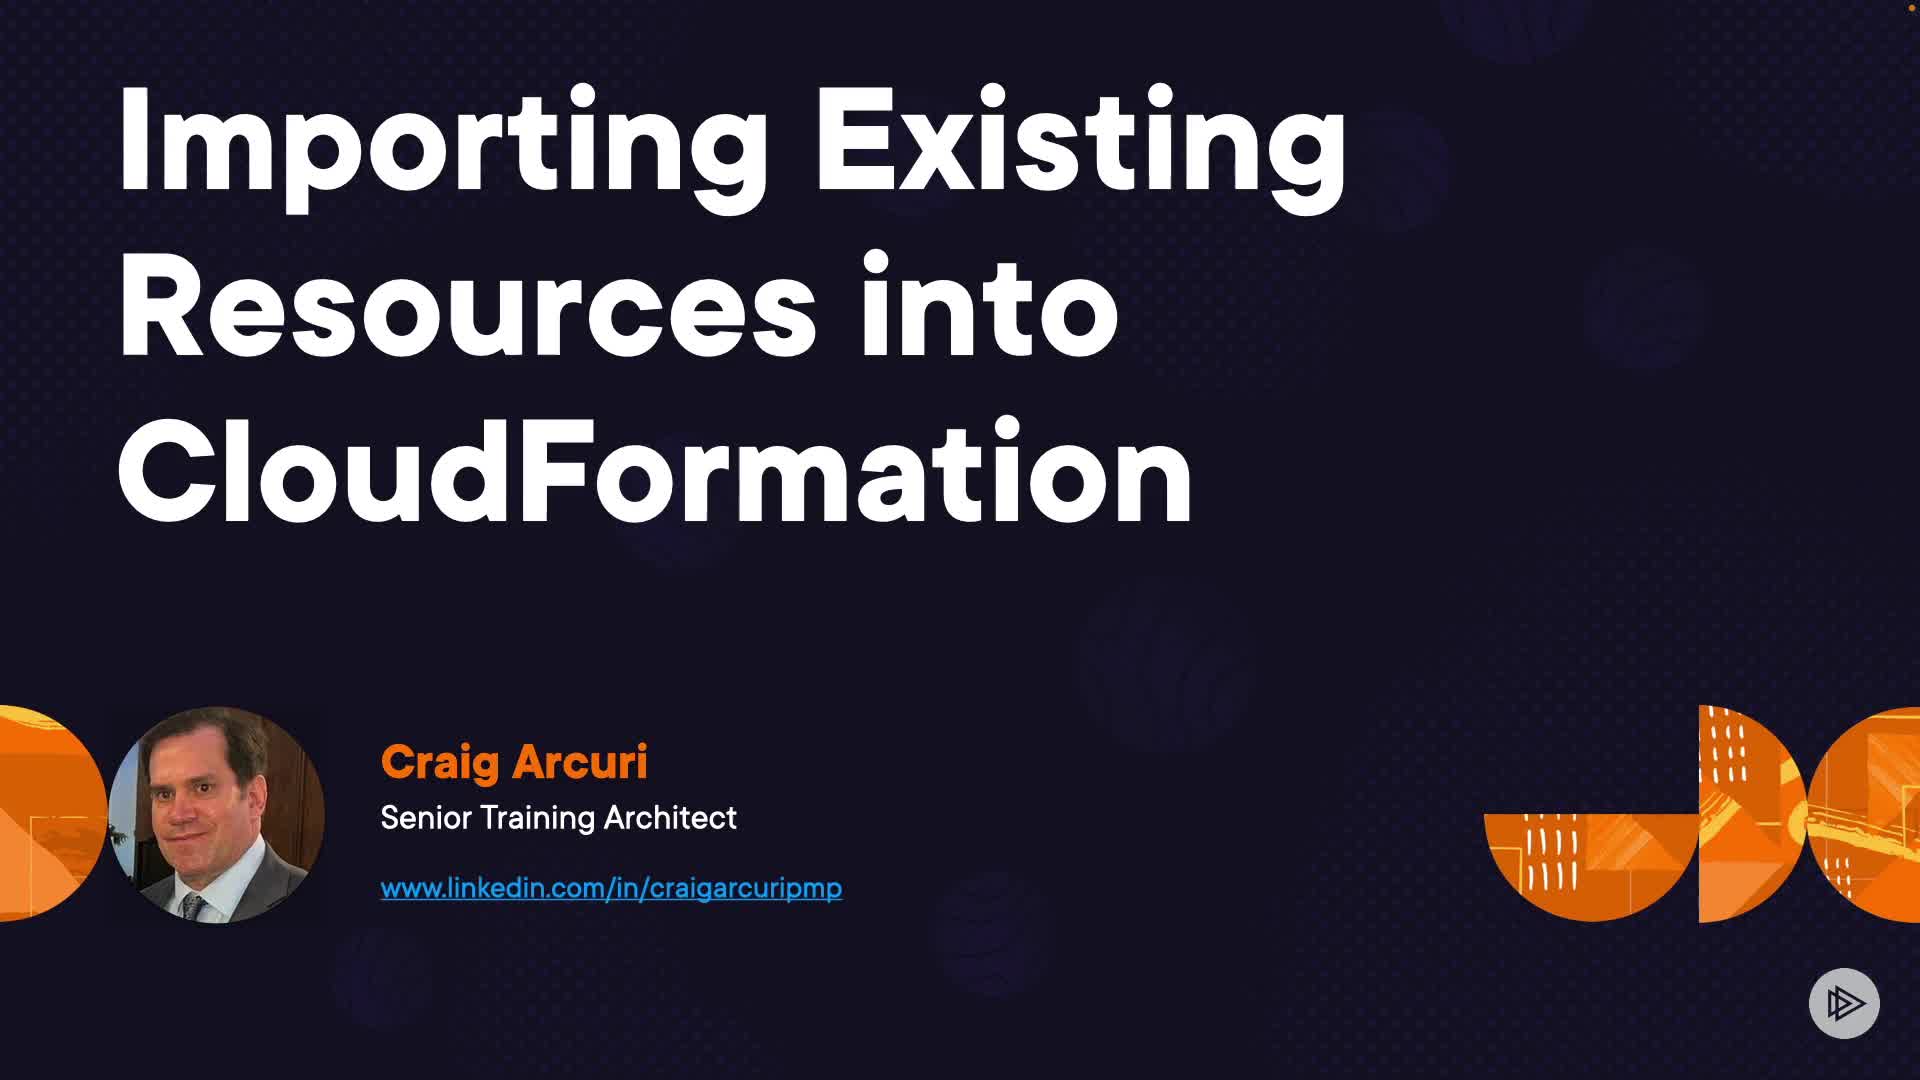 Importing Existing
Resources into
CloudFormation
Craig Arcuri
Senior Training Architect
www.linkedin.com/in/craigarcuripmp